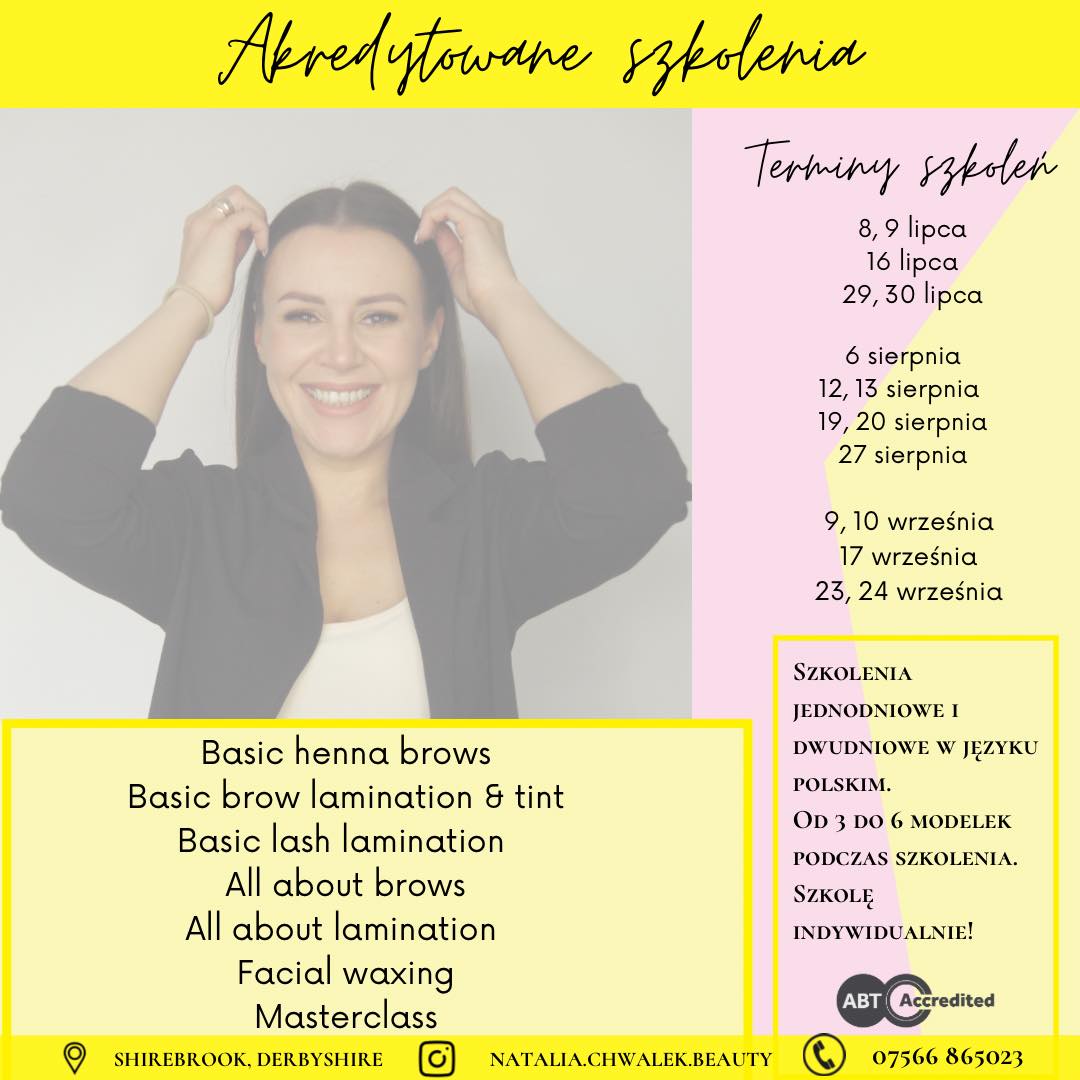 Akredytowane szkolenia
Terminy szkoleń
8, 9 lipca
16 lipca
29, 30 lipca
6 sierpnia
12, 13 sierpnia
19, 20 sierpnia
27 sierpnia
9, 10 września
17 września
23, 24 września
Szkolenia
jednodniowe i
dwudniowe w języku
polskim.
Od 3 do 6 modelek
podczas szkolenia.
Szkolę
indywidualnie!
ABT Accredited
Basic henna brows
Basic brow lamination & tint
Basic lash lamination
All about brows
All about lamination
Facial waxing
Masterclass
SHIREBROOK, DERBYSHIRE NATALIA.CHWALEK.BEAUTY 07566 865023